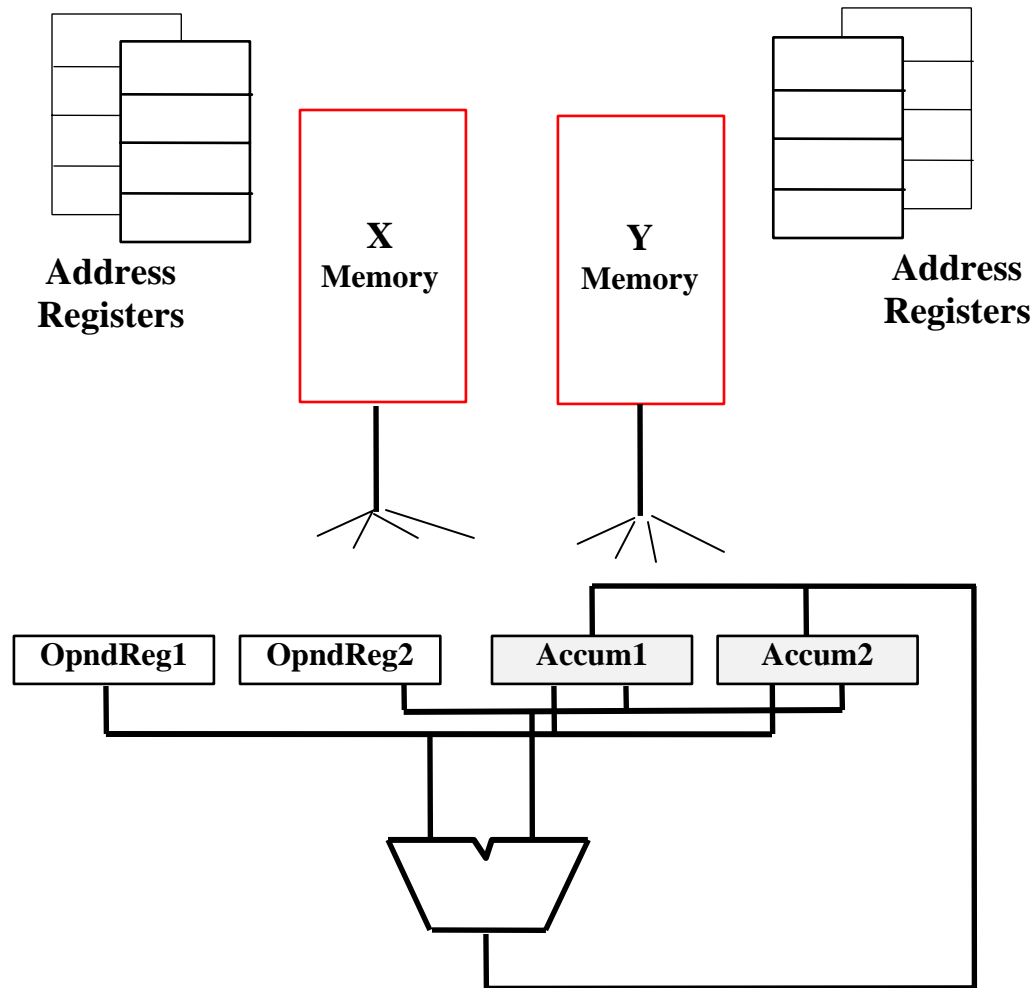 X
Memory
Y
Memory
Address
Registers
Address
Registers
OpndReg1
OpndReg2
Accum1
Accum2